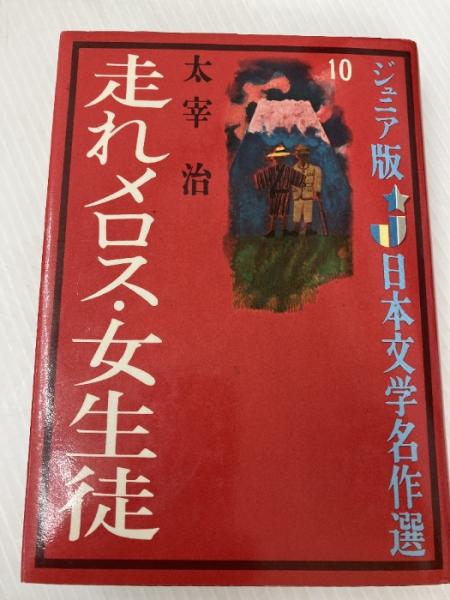 ジュニア版
日本文学名作選
10
太宰治
走れメロス・女生徒